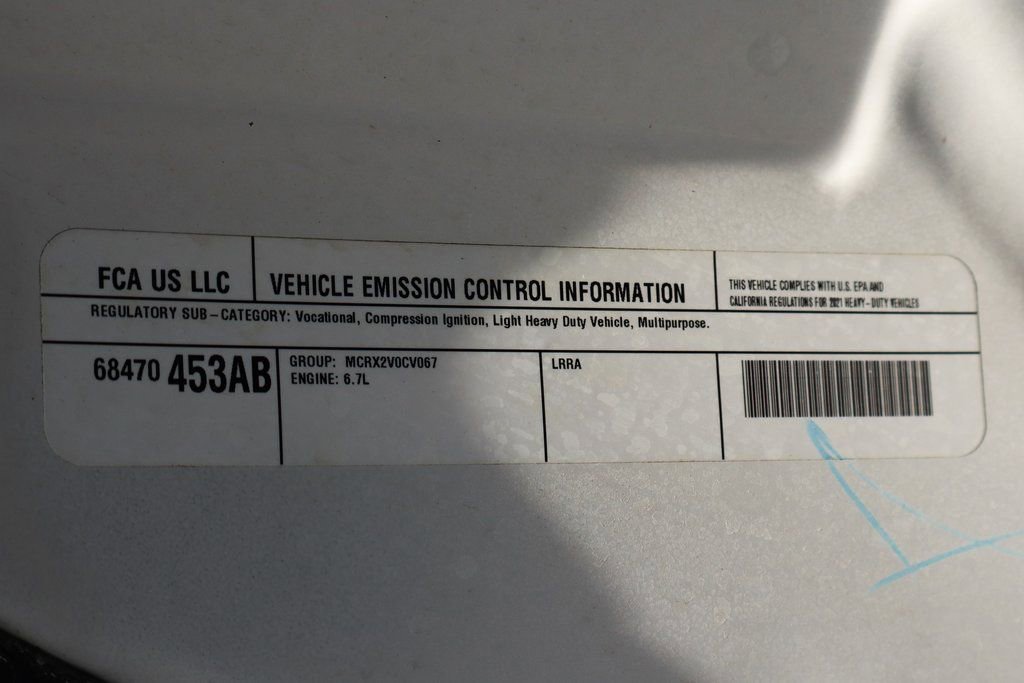 FCA US LLC
VEHICLE EMISSION CONTROL INFORMATION
THIS VEHICLE COMPLIES WITH U.S. EPA AND
CALIFORNIA REGULATIONS FOR 2021 HEAVY-DUTY VEHICLES
REGULATORY SUB-CATEGORY: Vocational, Compression Ignition, Light Heavy Duty Vehicle, Multipurpose.
68470 453AB
GROUP: MCRX2V0CV067
ENGINE: 6.7L
LRRA